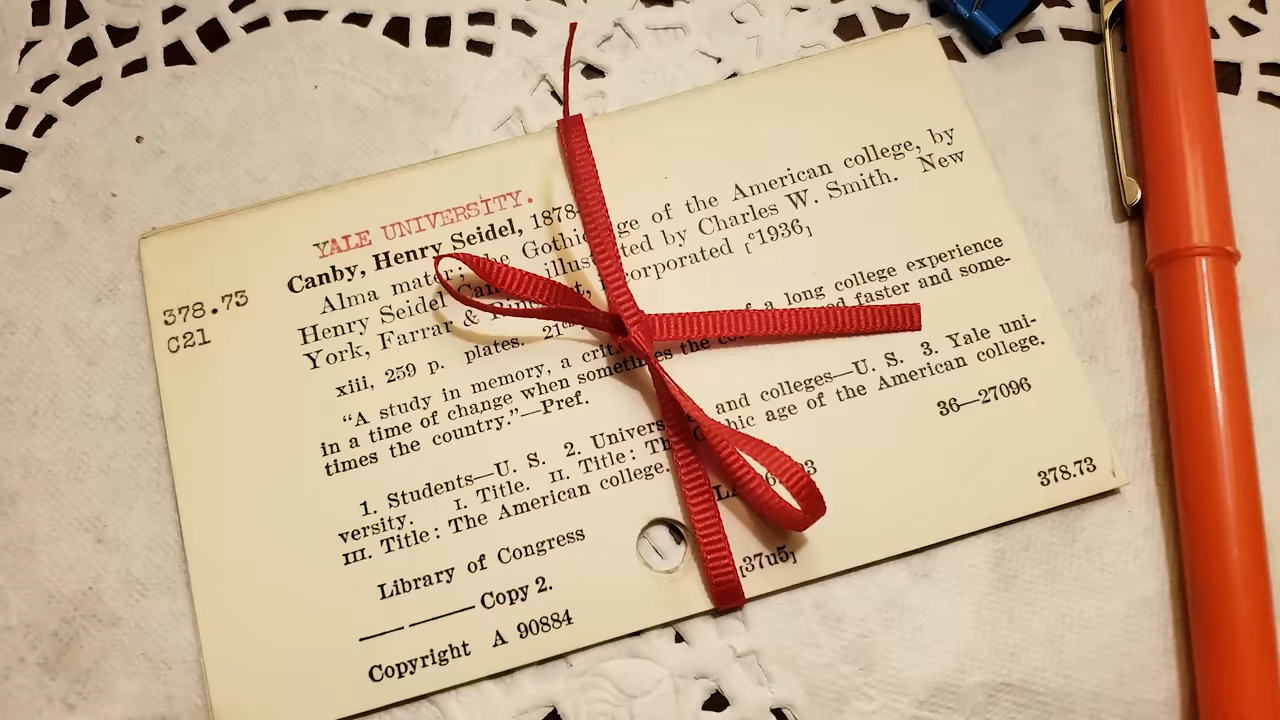 YALE UNIVERSITY.
Canby, Henry Seidel, 1878-
378.73
C21
Alma mater; the Gothic age of the American college, by
Henry Seidel Canby illustrated by Charles W. Smith. New
York, Farrar & Rinehart, incorporated [c1936]
xiii, 259 p. plates. 21
"A study in memory, a of a long college experience
in a time of change when sometimes the faster and some-
times the country."—Pref.
1. Students—U. S. 2. Universities and colleges—U. S. 3. Yale uni-
versity. I. Title. II. Title: The Gothic age of the American college.
III. Title: The American college.
36—27096
Library of Congress
Copy 2.
Copyright A 90884
[37u5]
378.73